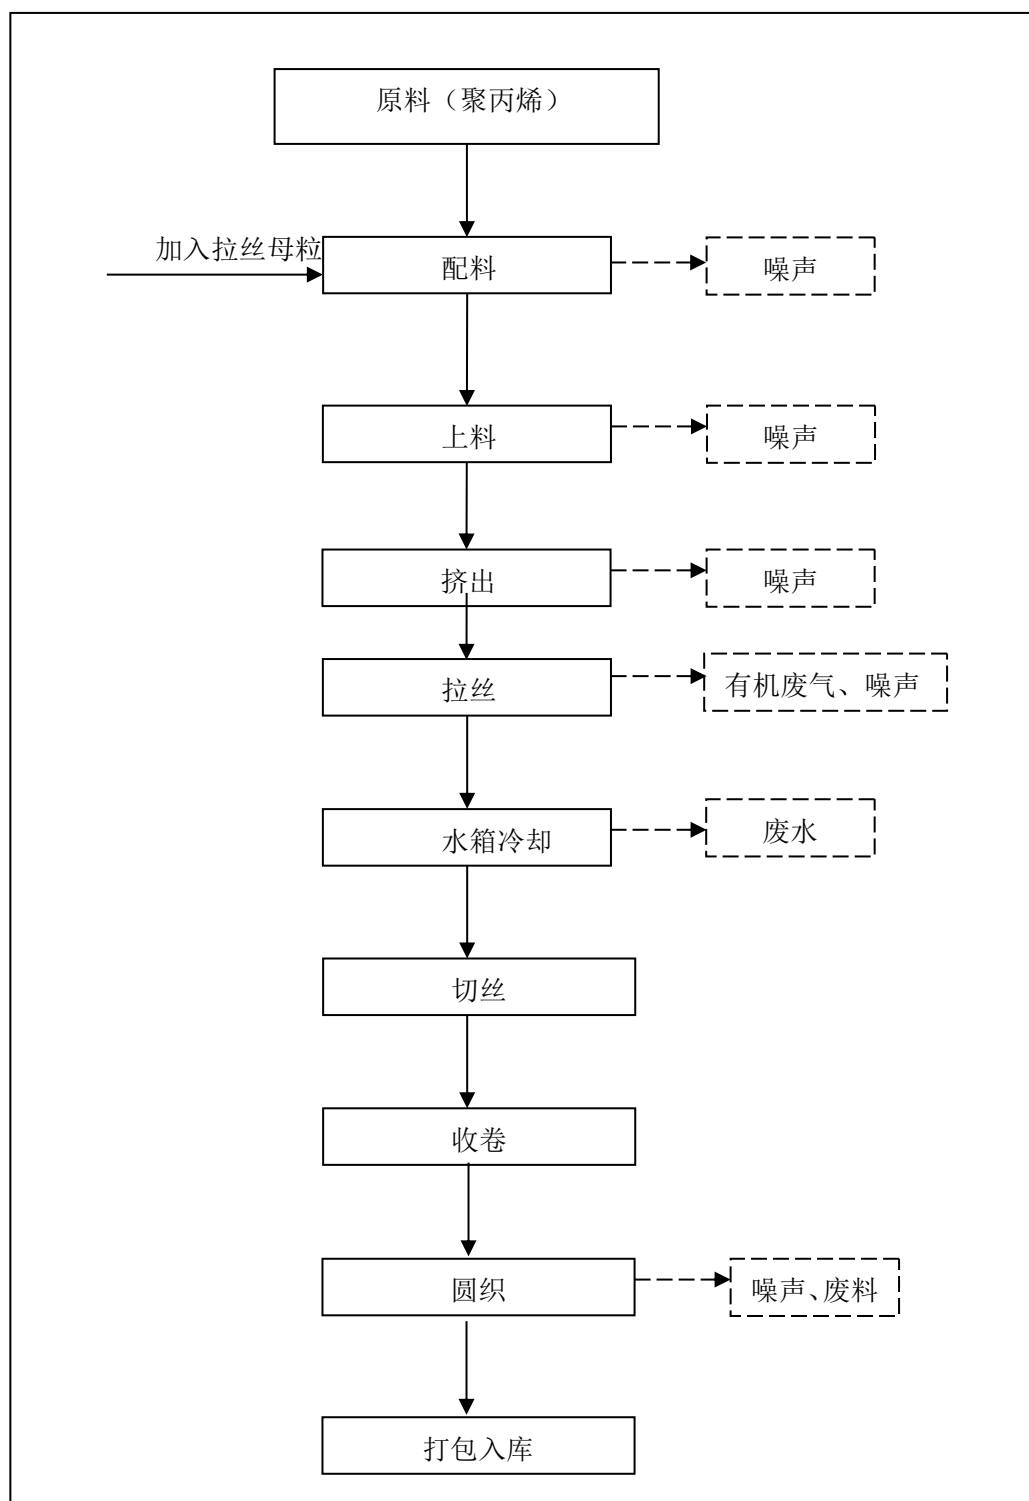 原料（聚丙烯）
加入拉丝母粒
配料
噪声
上料
噪声
挤出
噪声
拉丝
有机废气、噪声
水箱冷却
废水
切丝
收卷
圆织
噪声、废料
打包入库